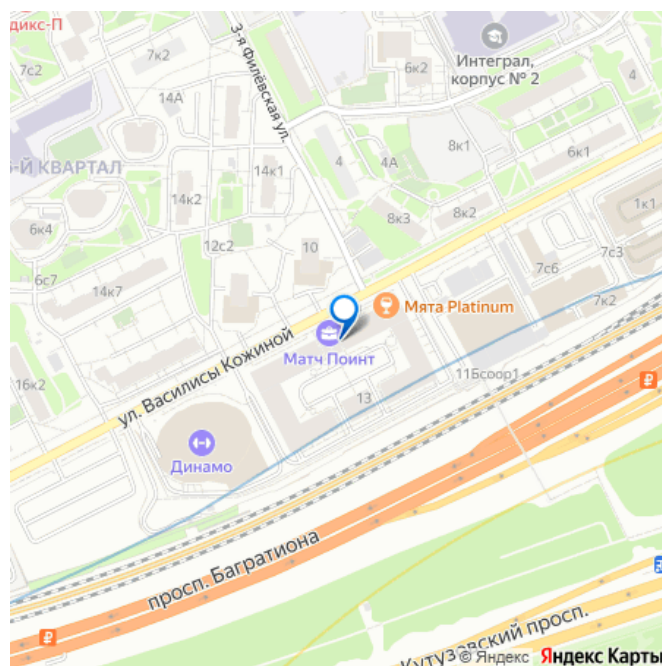 дикс-П
7к2
7с2
3-я Филёвская ул.
6к2
Интеграл,
корпус № 2
4
14А
8к1
-Й КВАРТАЛ
14к1
4
4А
6к1
14к2
8к3
8к2
1к1
6к4
12с2
10
7с6
7с3
6с7
14к7
7к2
Мята Platinum
ул. Василисы Кожиной
Матч Поинт
16к2
11Бсоор1
13
₽
Динамо
просп. Багратиона
₽
Кутузовский просп.
© Яндекс Яндекс Карты